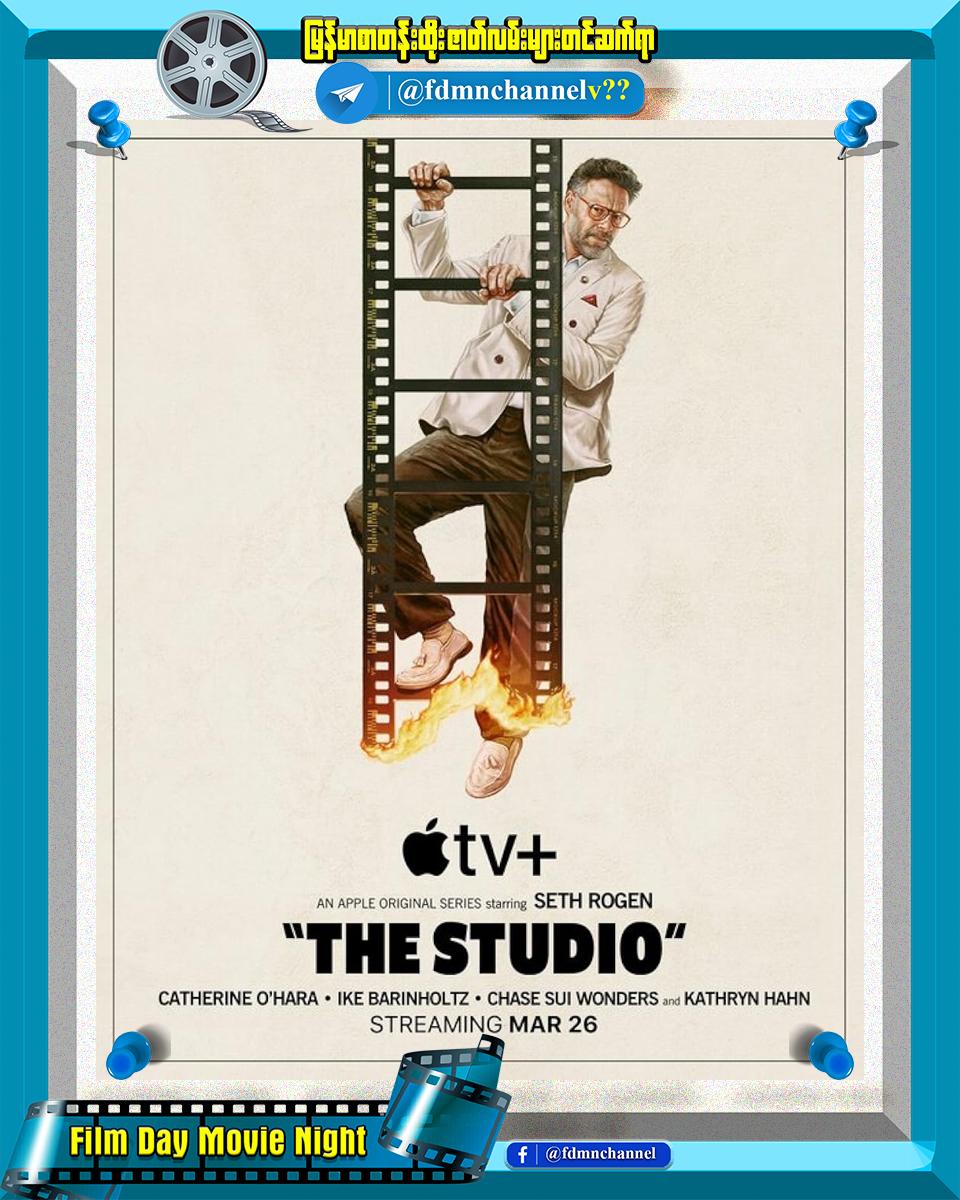 မြန်မာစာတန်းထိုး ဇာတ်လမ်းများတင်ဆက်ရာ
@fdmnchannelv??
tv+
AN APPLE ORIGINAL SERIES starring SETH ROGEN
"THE STUDIO"
CATHERINE O'HARA • IKE BARINHOLTZ • CHASE SUI WONDERS and KATHRYN HAHN
STREAMING MAR 26
Film Day Movie Night
@fdmnchannel